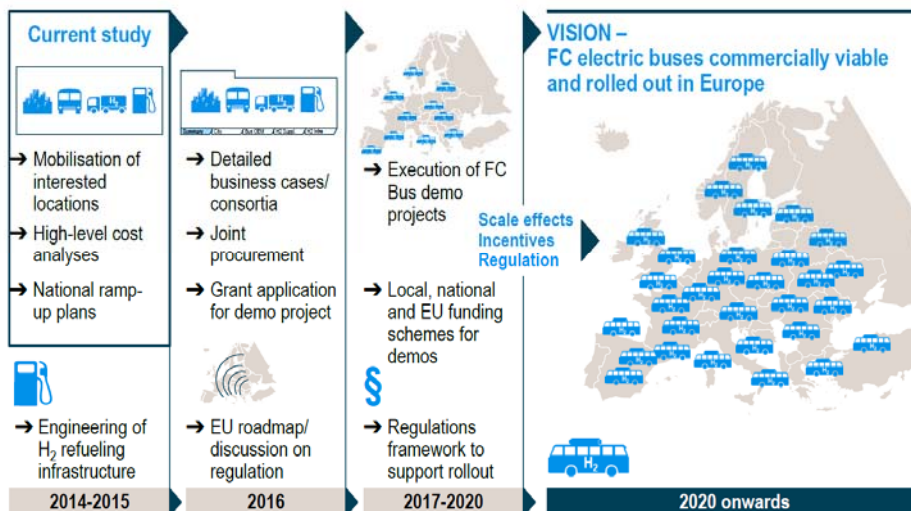 Current study
➔ Mobilisation of
interested
locations
➔ High-level cost
analyses
➔ National ramp-
up plans
➔ Engineering of
H₂ refueling
infrastructure
2014-2015
Summary
City
Bus OEM
➔ Detailed
business cases/
consortia
➔ Joint
procurement
➔ Grant application
for demo project
➔ EU roadmap/
discussion on
regulation
2016
➔ Execution of FC
Bus demo
projects
➔ Local, national
and EU funding
schemes for
demos
§
➔ Regulations
framework to
support rollout
2017-2020
Scale effects
Incentives
Regulation
VISION –
FC electric buses commercially viable
and rolled out in Europe
H₂
2020 onwards